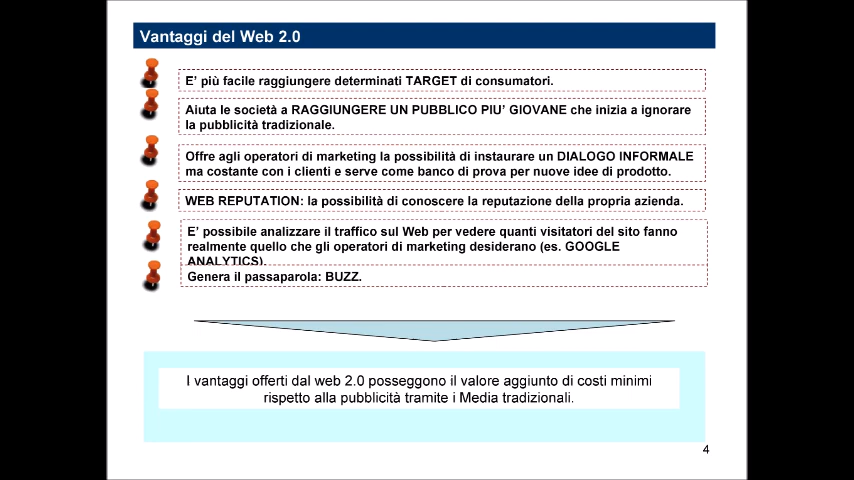 Vantaggi del Web 2.0
E' più facile raggiungere determinati TARGET di consumatori.
Aiuta le società a RAGGIUNGERE UN PUBBLICO PIU' GIOVANE che inizia a ignorare
la pubblicità tradizionale.
Offre agli operatori di marketing la possibilità di instaurare un DIALOGO INFORMALE
ma costante con i clienti e serve come banco di prova per nuove idee di prodotto.
WEB REPUTATION: la possibilità di conoscere la reputazione della propria azienda.
E' possibile analizzare il traffico sul Web per vedere quanti visitatori del sito fanno
realmente quello che gli operatori di marketing desiderano (es. GOOGLE
ANALYTICS).
Genera il passaparola: BUZZ.
I vantaggi offerti dal web 2.0 posseggono il valore aggiunto di costi minimi
rispetto alla pubblicità tramite i Media tradizionali.
4